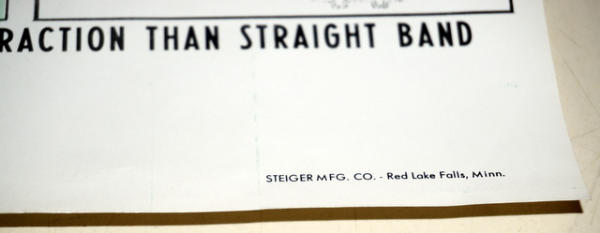 RACTION THAN STRAIGHT BAND
STEIGER MFG. CO. - Red Lake Falls, Minn.